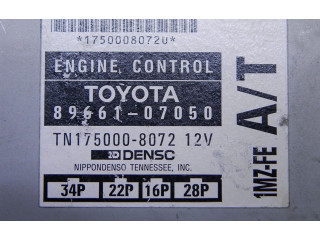 *1750008072U*
ENGINE CONTROL
TOYOTA
89661-07050
TN175000-8072 12V
DENSO
NIPPONDENSO TENNESSEE, INC.
34P 22P 16P 28P
1MZ-FE A/T